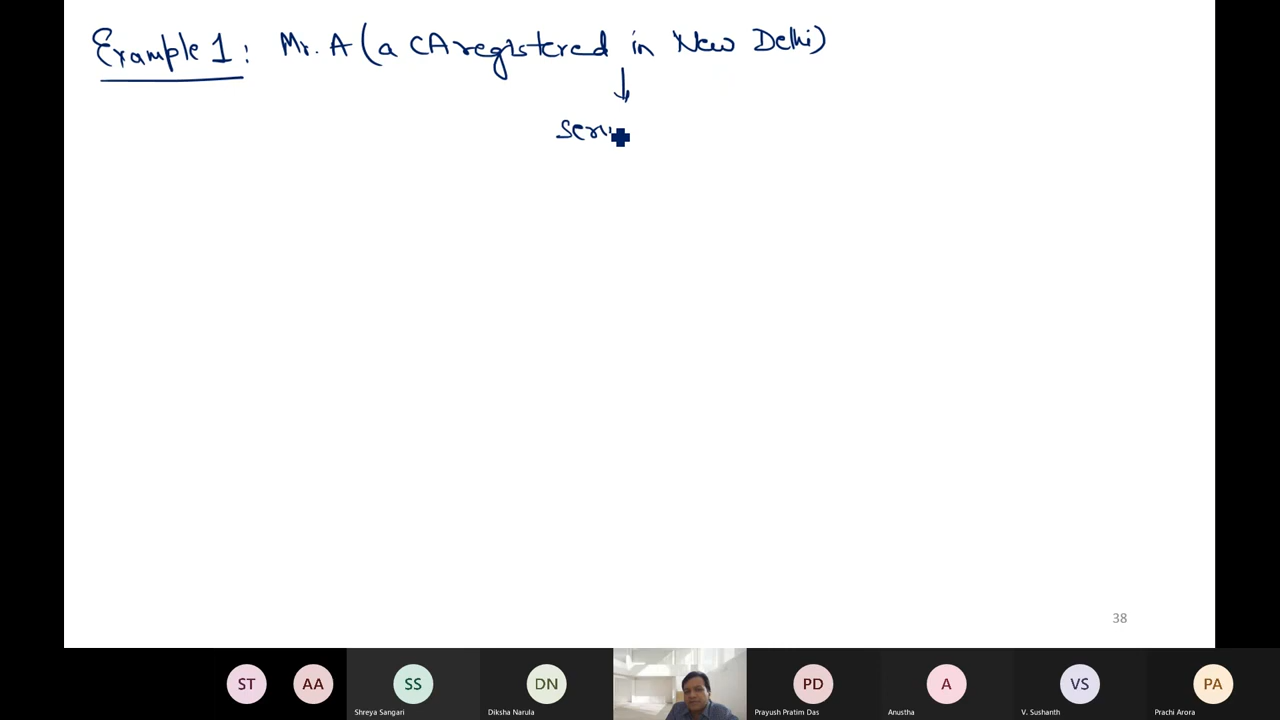 Example 1: Mr. A (a CA registered in New Delhi)
38
ST
AA
SS
DN
PD
A
VS
PA
Shreya Sangari
Diksha Narula
Prayush Pratim Das
Anustha
V. Sushanth
Prachi Arora